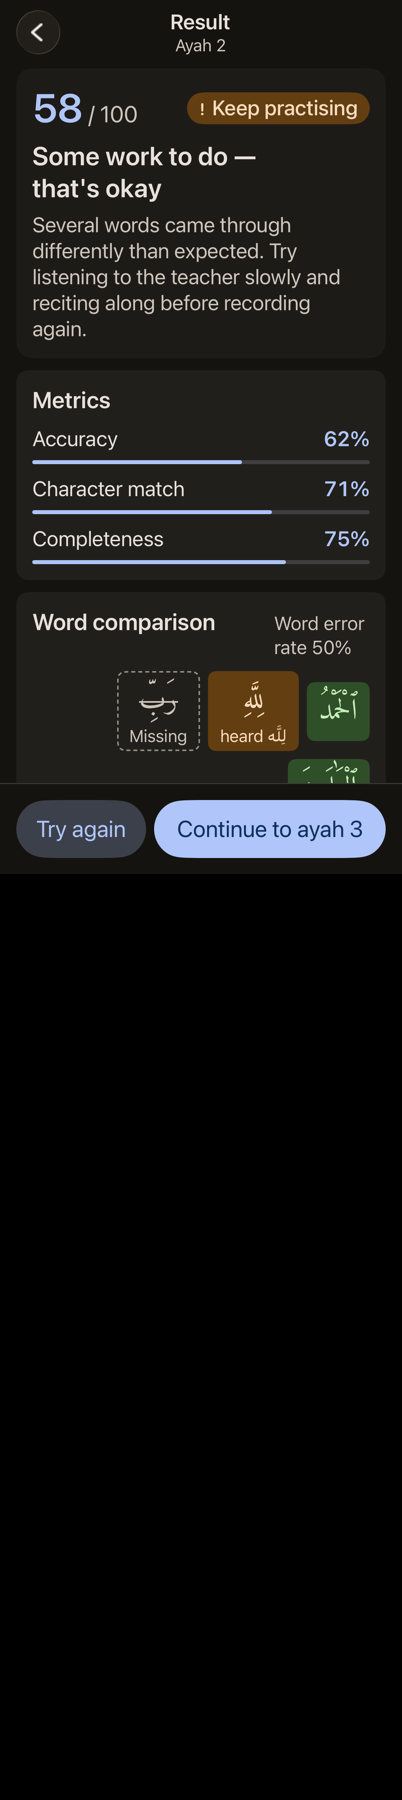 Result
Ayah 2
58 / 100
! Keep practising
Some work to do —
that's okay
Several words came through
differently than expected. Try
listening to the teacher slowly and
reciting along before recording
again.
Metrics
Accuracy 62%
Character match 71%
Completeness 75%
Word comparison
Word error
rate 50%
ٱلْحَمْدُ لِلَّهِ رَبِّ
heard لِلَّه Missing
Try again
Continue to ayah 3